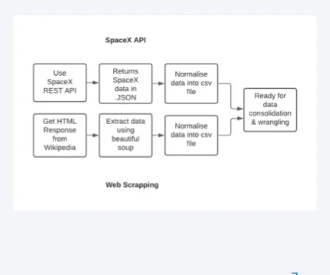 SpaceX API
Use
SpaceX
REST API
Returns
SpaceX
data in
.JSON
Normalise
data into csv
file
Get HTML
Response
from
Wikipedia
Extract data
using
beautiful
soup
Normalise
data into csv
file
Ready for
data
consolidation
& wrangling
Web Scrapping